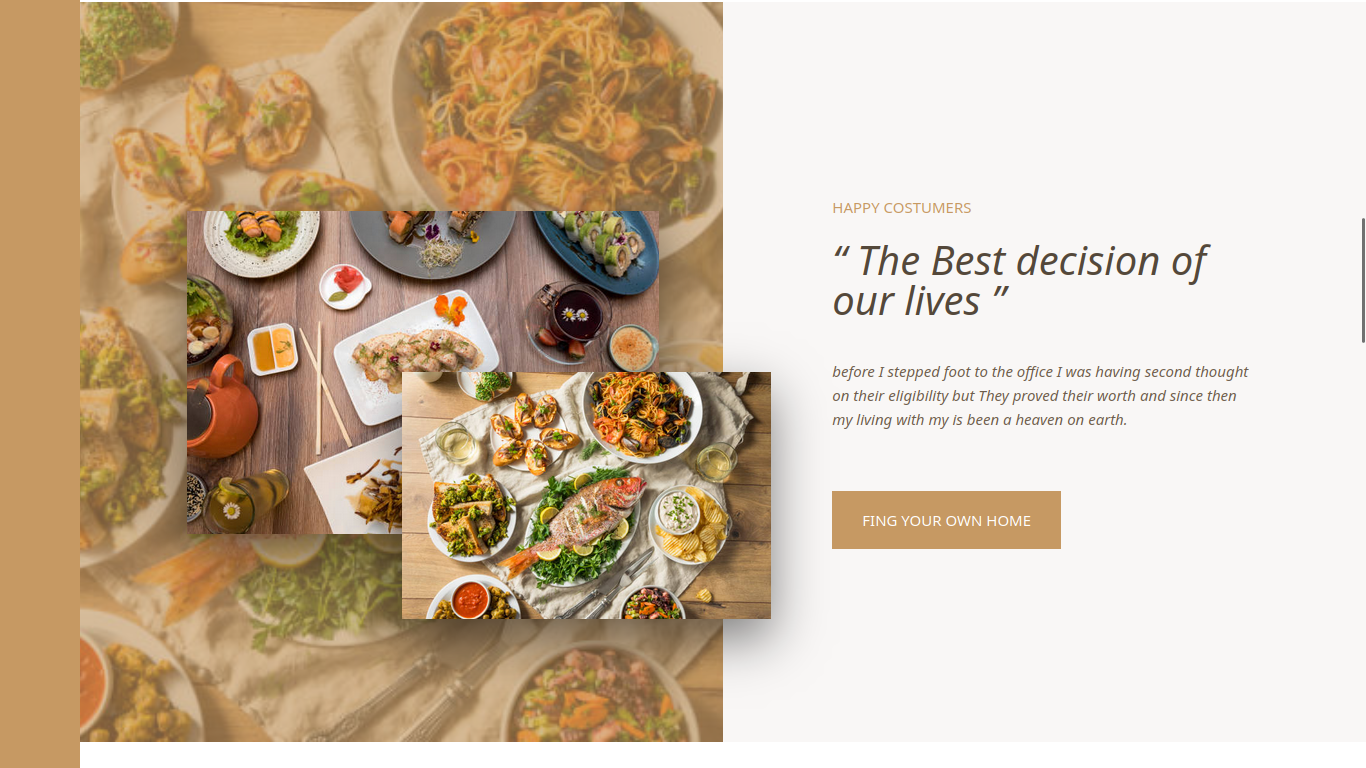 HAPPY COSTUMERS
“ The Best decision of
our lives ”
before I stepped foot to the office I was having second thought
on their eligibility but They proved their worth and since then
my living with my is been a heaven on earth.
FING YOUR OWN HOME